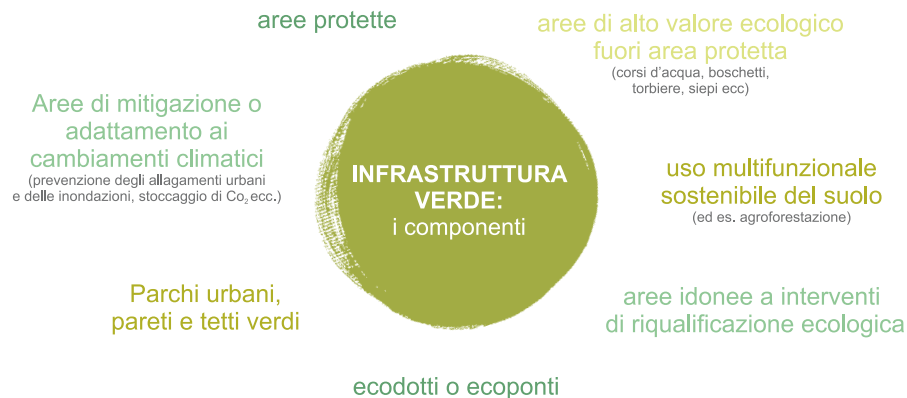 aree protette
aree di alto valore ecologico
fuori area protetta
(corsi d'acqua, boschetti,
torbiere, siepi ecc)
Aree di mitigazione o
adattamento ai
cambiamenti climatici
(prevenzione degli allagamenti urbani
e delle inondazioni, stoccaggio di Co₂ ecc.)
INFRASTRUTTURA
VERDE:
i componenti
uso multifunzionale
sostenibile del suolo
(ed es. agroforestazione)
Parchi urbani,
pareti e tetti verdi
aree idonee a interventi
di riqualificazione ecologica
ecodotti o ecoponti